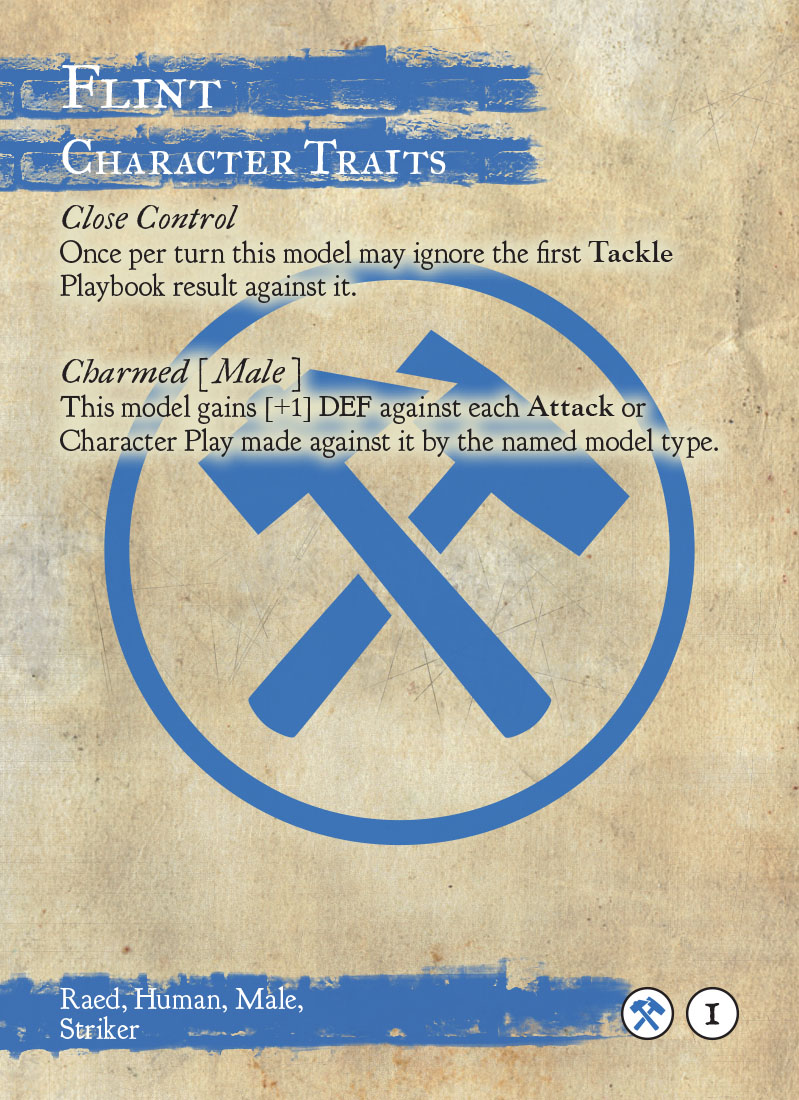 Flint
Character Traits
Close Control
Once per turn this model may ignore the first Tackle
Playbook result against it.
Charmed [Male]
This model gains [+1] DEF against each Attack or
Character Play made against it by the named model type.
Raed, Human, Male,
Striker
1